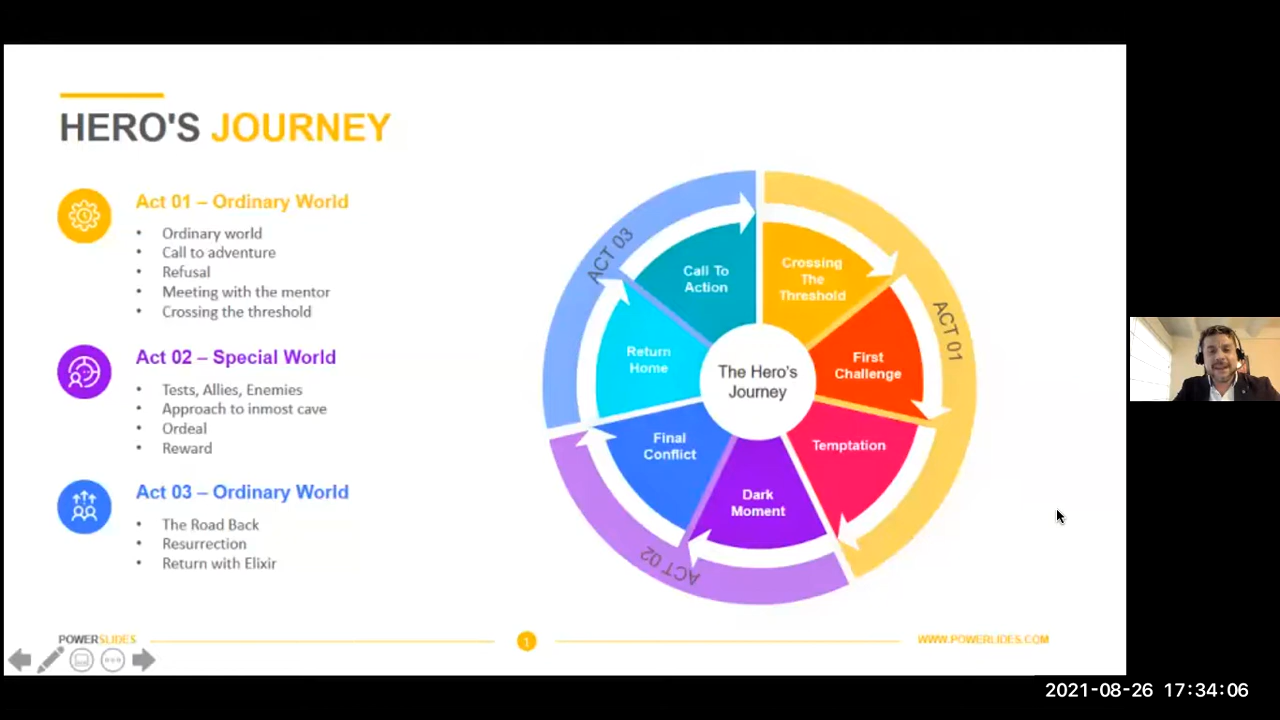 HERO'S JOURNEY
Act 01 – Ordinary World
• Ordinary world
• Call to adventure
• Refusal
• Meeting with the mentor
• Crossing the threshold
Act 02 – Special World
• Tests, Allies, Enemies
• Approach to inmost cave
• Ordeal
• Reward
Act 03 – Ordinary World
• The Road Back
• Resurrection
• Return with Elixir
ACT 03
ACT 01
ACT 02
Call To
Action
Crossing
The
Threshold
First
Challenge
Temptation
Dark
Moment
Final
Conflict
Return
Home
The Hero's
Journey
POWERSLIDES
1
WWW.POWERLIDES.COM
2021-08-26 17:34:06